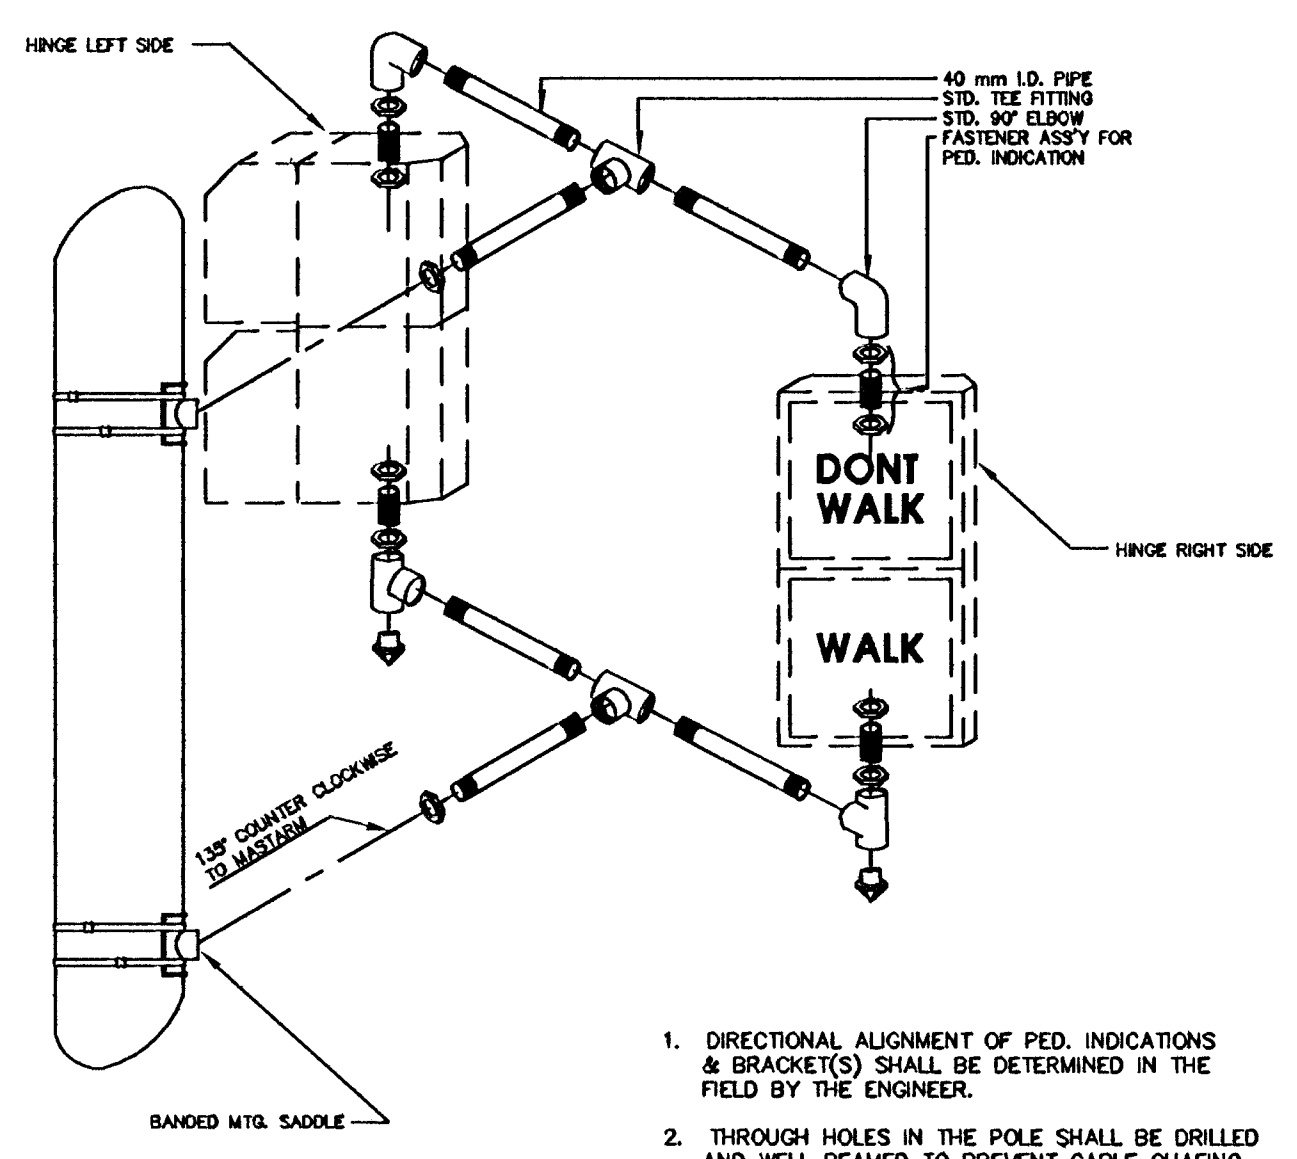 HINGE LEFT SIDE
40 mm I.D. PIPE
STD. TEE FITTING
STD. 90° ELBOW
FASTENER ASS'Y FOR
PED. INDICATION
DONT
WALK
HINGE RIGHT SIDE
WALK
135° COUNTER CLOCKWISE
TO MASTARM
BANDED MTG. SADDLE
1. DIRECTIONAL ALIGNMENT OF PED. INDICATIONS
& BRACKET(S) SHALL BE DETERMINED IN THE
FIELD BY THE ENGINEER.
2. THROUGH HOLES IN THE POLE SHALL BE DRILLED
AND WELL REAMED TO PREVENT CABLE CHAFING